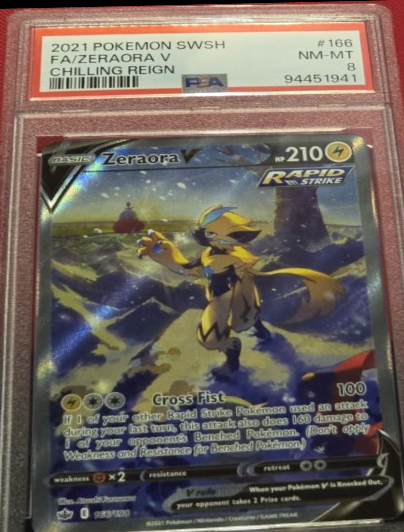 2021 POKEMON SWSH #166
FA/ZERAORA V NM-MT
CHILLING REIGN 8
PSA 94451941
BASIC Zeraora V HP 210
RAPID
STRIKE
Cross Fist 100
If 1 of your other Rapid Strike Pokémon used an attack
during your last turn, this attack also does 160 damage to
1 of your opponent's Benched Pokémon. (Don't apply
Weakness and Resistance for Benched Pokémon.)
weakness ×2 resistance retreat
V rule When your Pokémon V is Knocked Out,
your opponent takes 2 Prize cards.
Illus.
166/198
©2021 Pokémon / Nintendo / Creatures / GAME FREAK